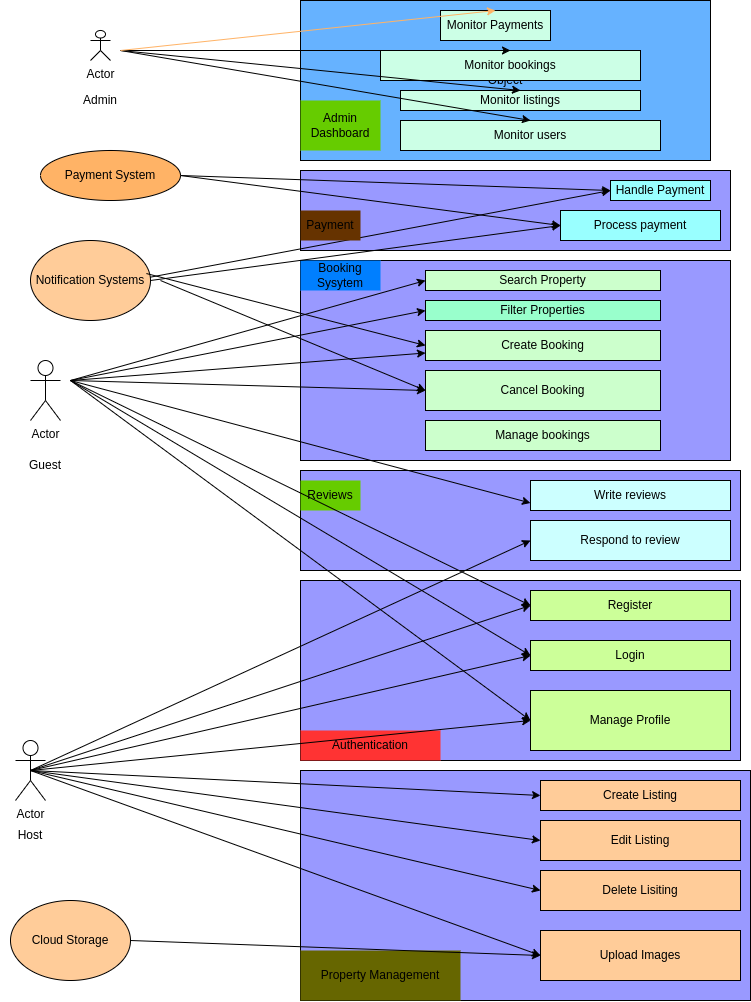 Monitor Payments
Actor
Admin
Monitor bookings
Object
Monitor listings
Admin
Dashboard
Monitor users
Payment System
Handle Payment
Payment
Process payment
Notification Systems
Booking
Sysytem
Search Property
Filter Properties
Create Booking
Cancel Booking
Manage bookings
Actor
Guest
Reviews
Write reviews
Respond to review
Register
Login
Manage Profile
Authentication
Actor
Host
Create Listing
Edit Listing
Delete Lisiting
Cloud Storage
Upload Images
Property Management